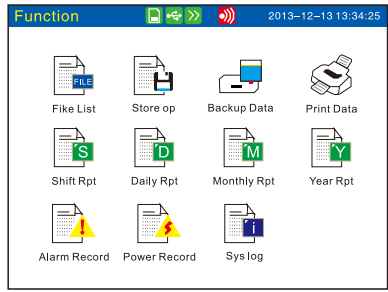 Function 2013-12-13 13:34:25
FILE
Fike List Store op Backup Data Print Data
S D M Y
Shift Rpt Daily Rpt Monthly Rpt Year Rpt
! i
Alarm Record Power Record Sys log